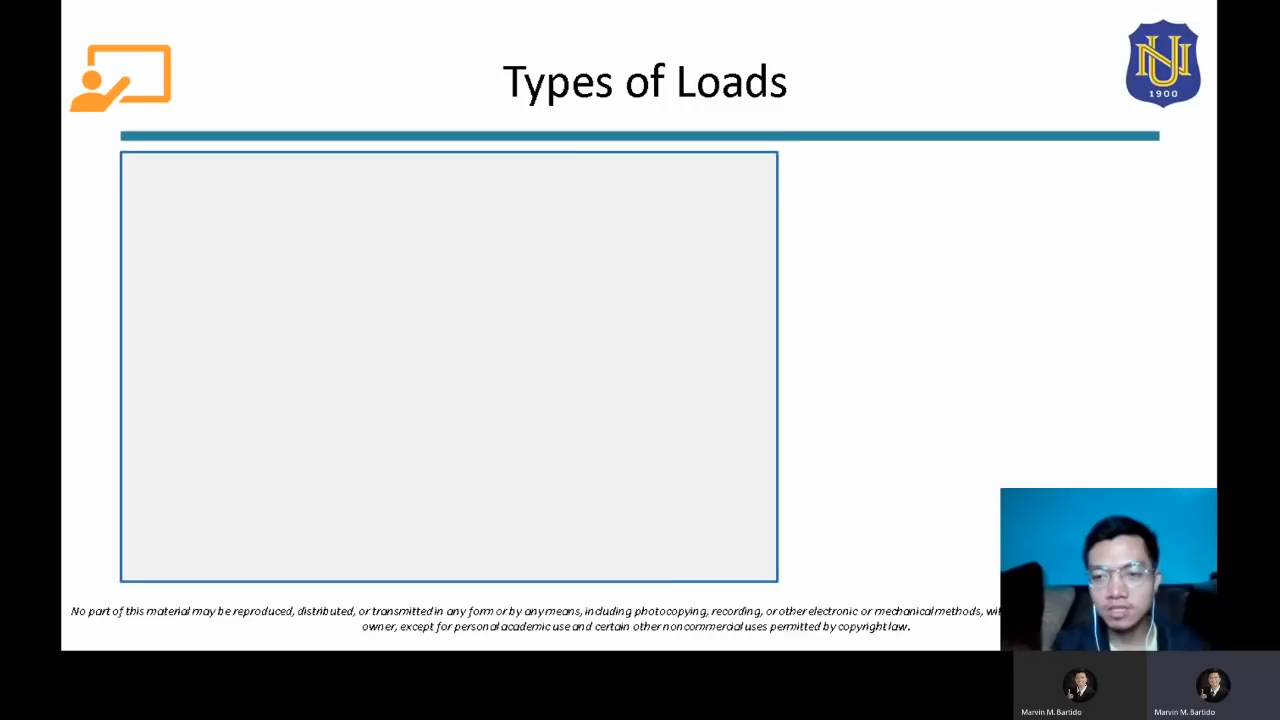 Types of Loads
NU
1900
No part of this material may be reproduced, distributed, or transmitted in any form or by any means, including photocopying, recording, or other electronic or mechanical methods,
owner, except for personal academic use and certain other noncommercial uses permitted by copyright law.
Marvin M. Bartido
Marvin M. Bartido